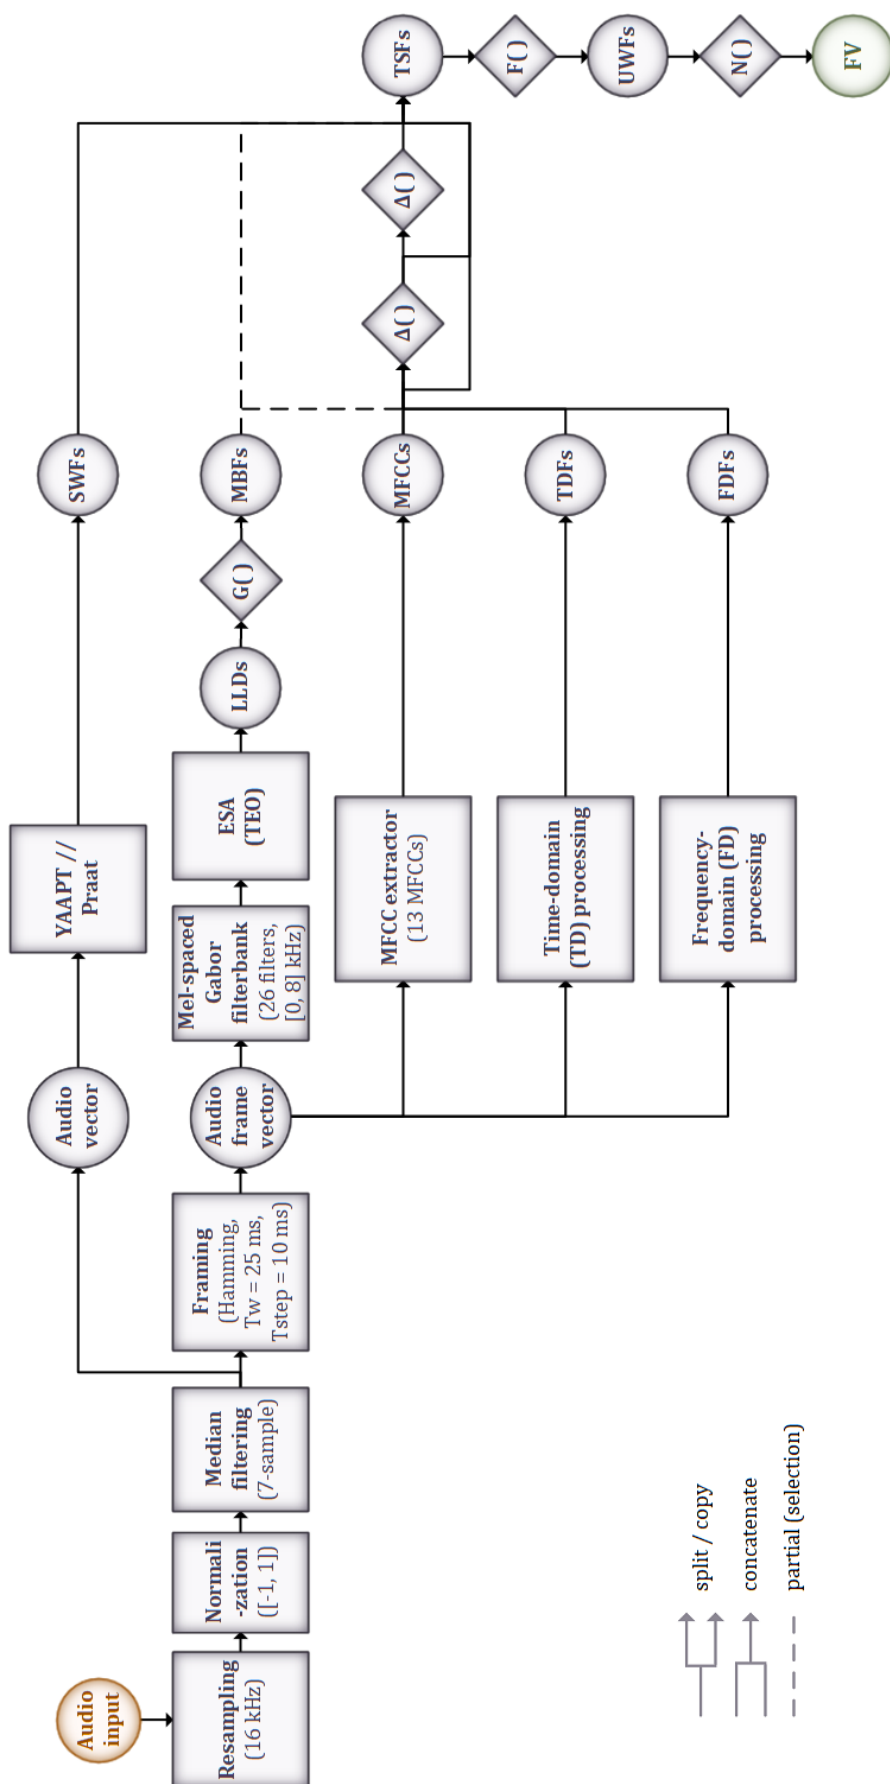 Audio
input
Resampling
(16 kHz)
Normali
-zation
([-1, 1])
Median
filtering
(7-sample)
Framing
(Hamming,
Tw = 25 ms,
Tstep = 10 ms)
Audio
vector
Audio
frame
vector
YAAPT //
Praat
Mel-spaced
Gabor
filterbank
(26 filters,
[0, 8] kHz)
ESA
(TEO)
LLDs
G( )
MFCC extractor
(13 MFCCs)
Time-domain
(TD) processing
Frequency-
domain (FD)
processing
SWFs
MBFs
MFCCs
TDFs
FDFs
Δ( )
Δ( )
TSFs
F( )
UWFs
N( )
FV
split / copy
concatenate
partial (selection)